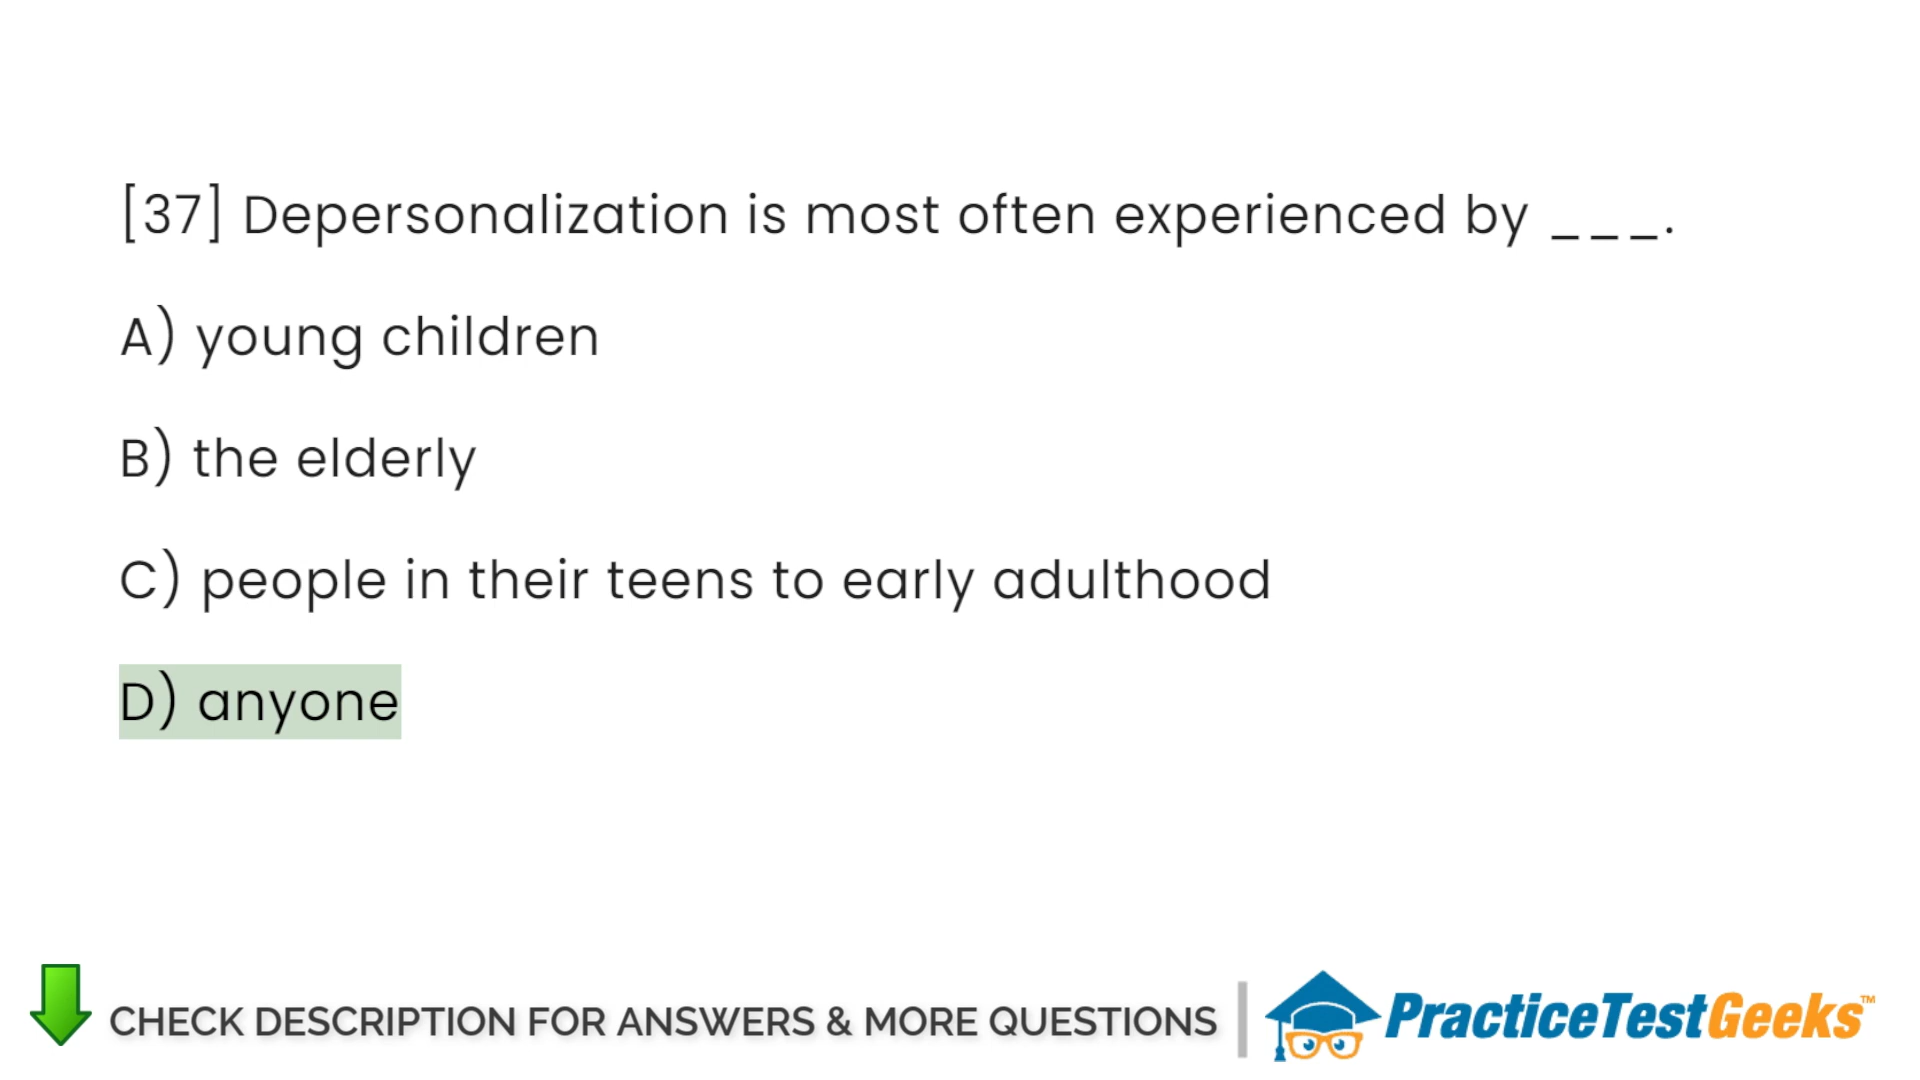 [37] Depersonalization is most often experienced by ___.
A) young children
B) the elderly
C) people in their teens to early adulthood
D) anyone
CHECK DESCRIPTION FOR ANSWERS & MORE QUESTIONS
PracticeTestGeeks™